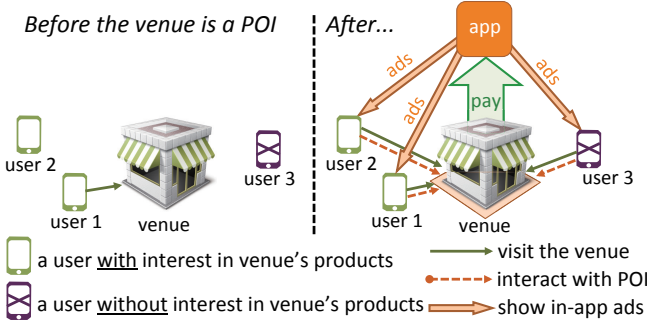 Before the venue is a POI
After...
app
ads
ads
ads
pay
user 2
user 3
user 1
venue
user 2
user 3
user 1
venue
a user with interest in venue's products
a user without interest in venue's products
visit the venue
interact with POI
show in-app ads